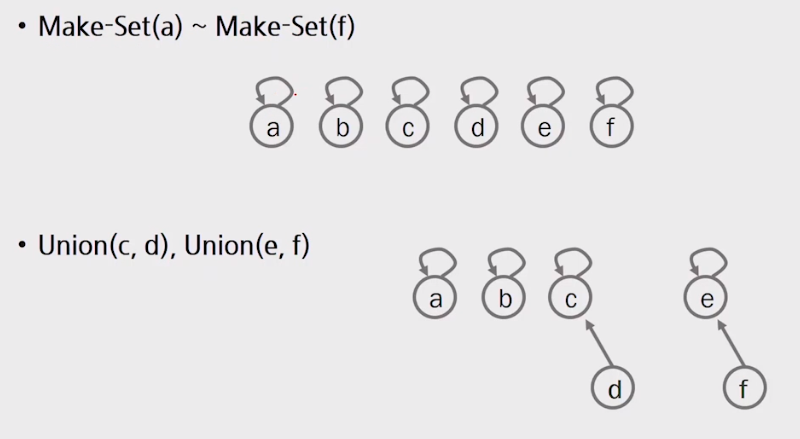 • Make-Set(a) ~ Make-Set(f)
a b c d e f
• Union(c, d), Union(e, f)
a b c e
d f